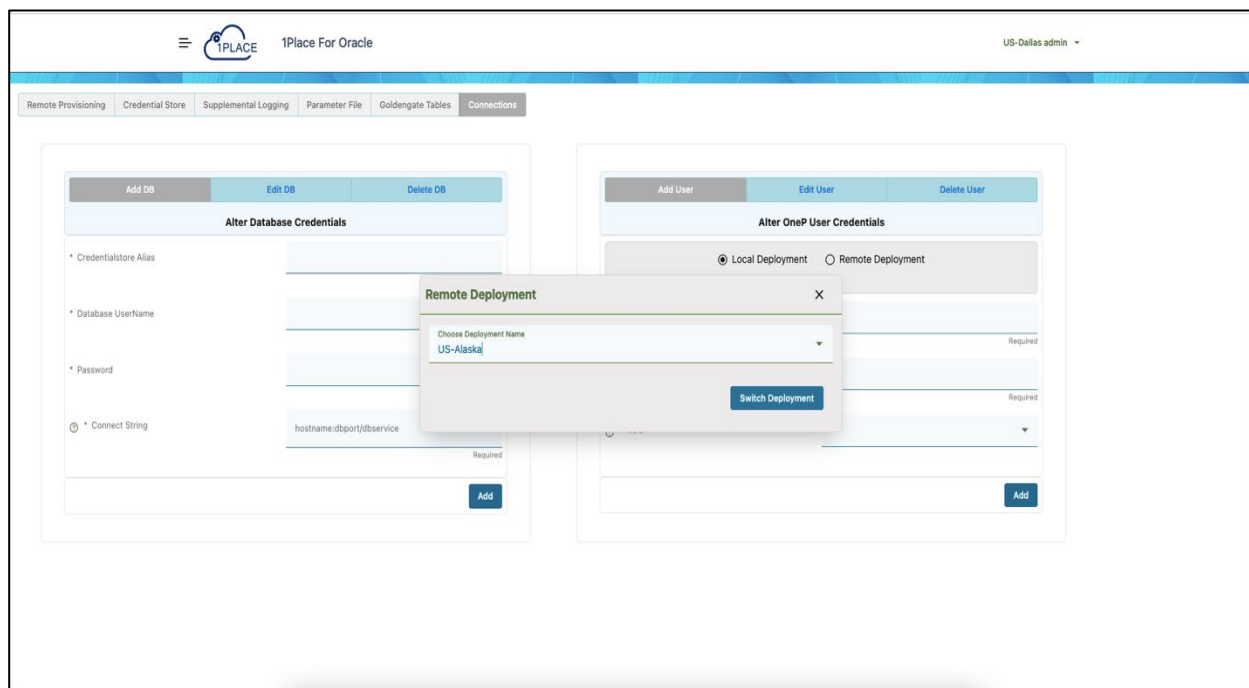 1PLACE
1Place For Oracle
US-Dallas admin
Remote Provisioning
Credential Store
Supplemental Logging
Parameter File
Goldengate Tables
Connections
Add DB
Edit DB
Delete DB
Alter Database Credentials
* Credentialstore Alias
* Database UserName
* Password
* Connect String
hostname:dbport/dbservice
Required
Add
Add User
Edit User
Delete User
Alter OneP User Credentials
Local Deployment
Remote Deployment
Required
Required
Add
Remote Deployment
Choose Deployment Name
US-Alaska
Switch Deployment